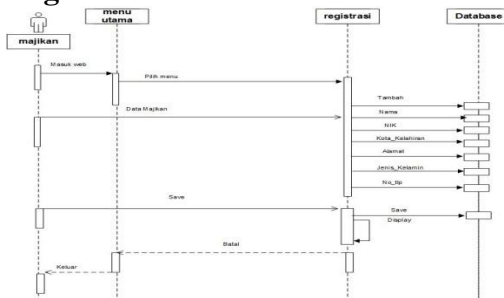 menu
utama
registrasi
Database
majikan
Masuk web
Pilih menu
Tambah
Data Majikan
Nama
NIK
Kota_Kelahiran
Alamat
Jenis_Kelamin
No_tlp
Save
Save
Display
Batal
Keluar